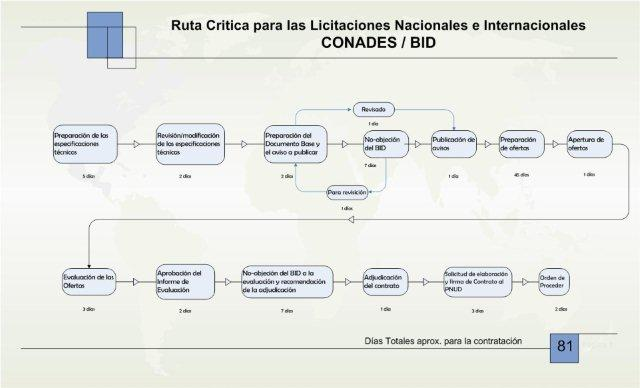 Ruta Critica para las Licitaciones Nacionales e Internacionales
CONADES / BID
Revisado
1 día
Preparación de las
especificaciones
técnicas
5 días
Revisión/modificación
de las especificaciones
técnicas
2 días
Preparación del
Documento Base y
el aviso a publicar
3 días
No-objeción
del BID
7 días
Publicación de
avisos
1 día
Preparación
de ofertas
45 días
Apertura de
ofertas
1 días
Para revisición
1 días
Evaluación de las
Ofertas
3 días
Aprobación del
Informe de
Evaluación
2 días
No-objeción del BID a la
evaluación y recomendación
de la adjudicación
7 días
Adjudicación
del contrato
1 día
Solicitud de elaboración
y firma de Contrato al
PNUD
3 días
Orden de
Proceder
2 días
Días Totales aprox. para la contratación
81